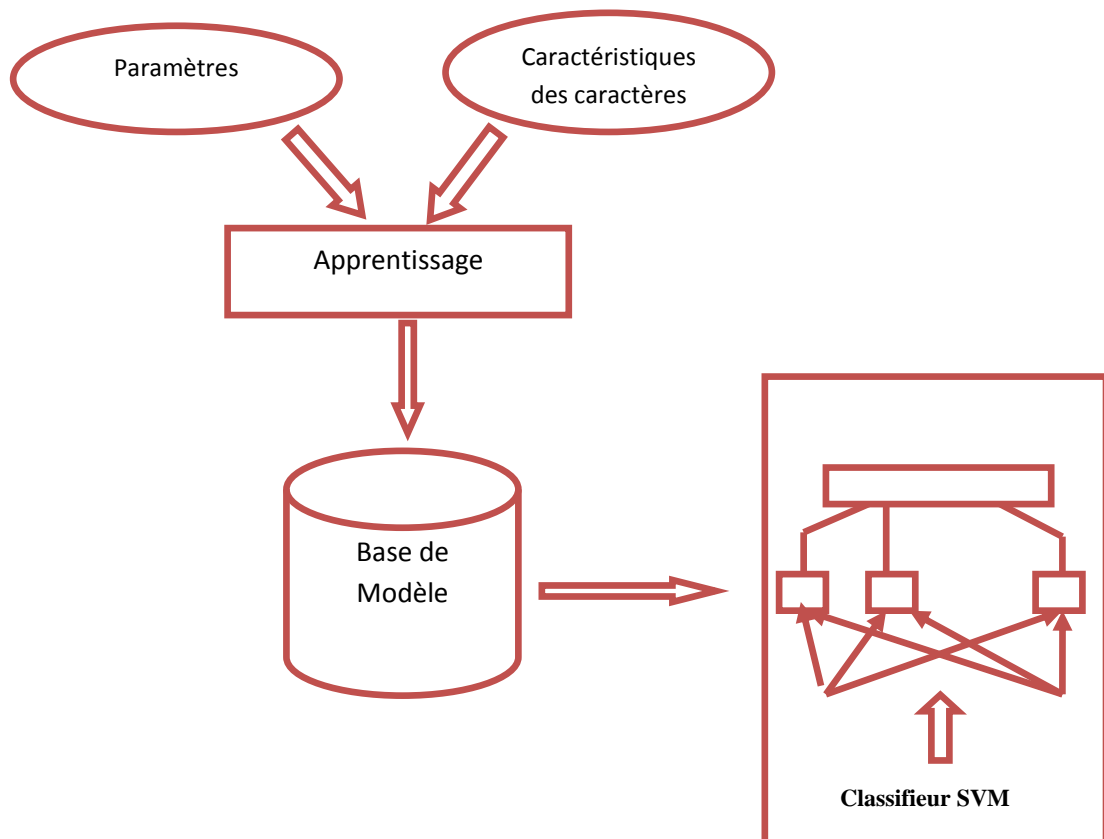 Paramètres
Caractéristiques
des caractères
Apprentissage
Base de
Modèle
Classifieur SVM